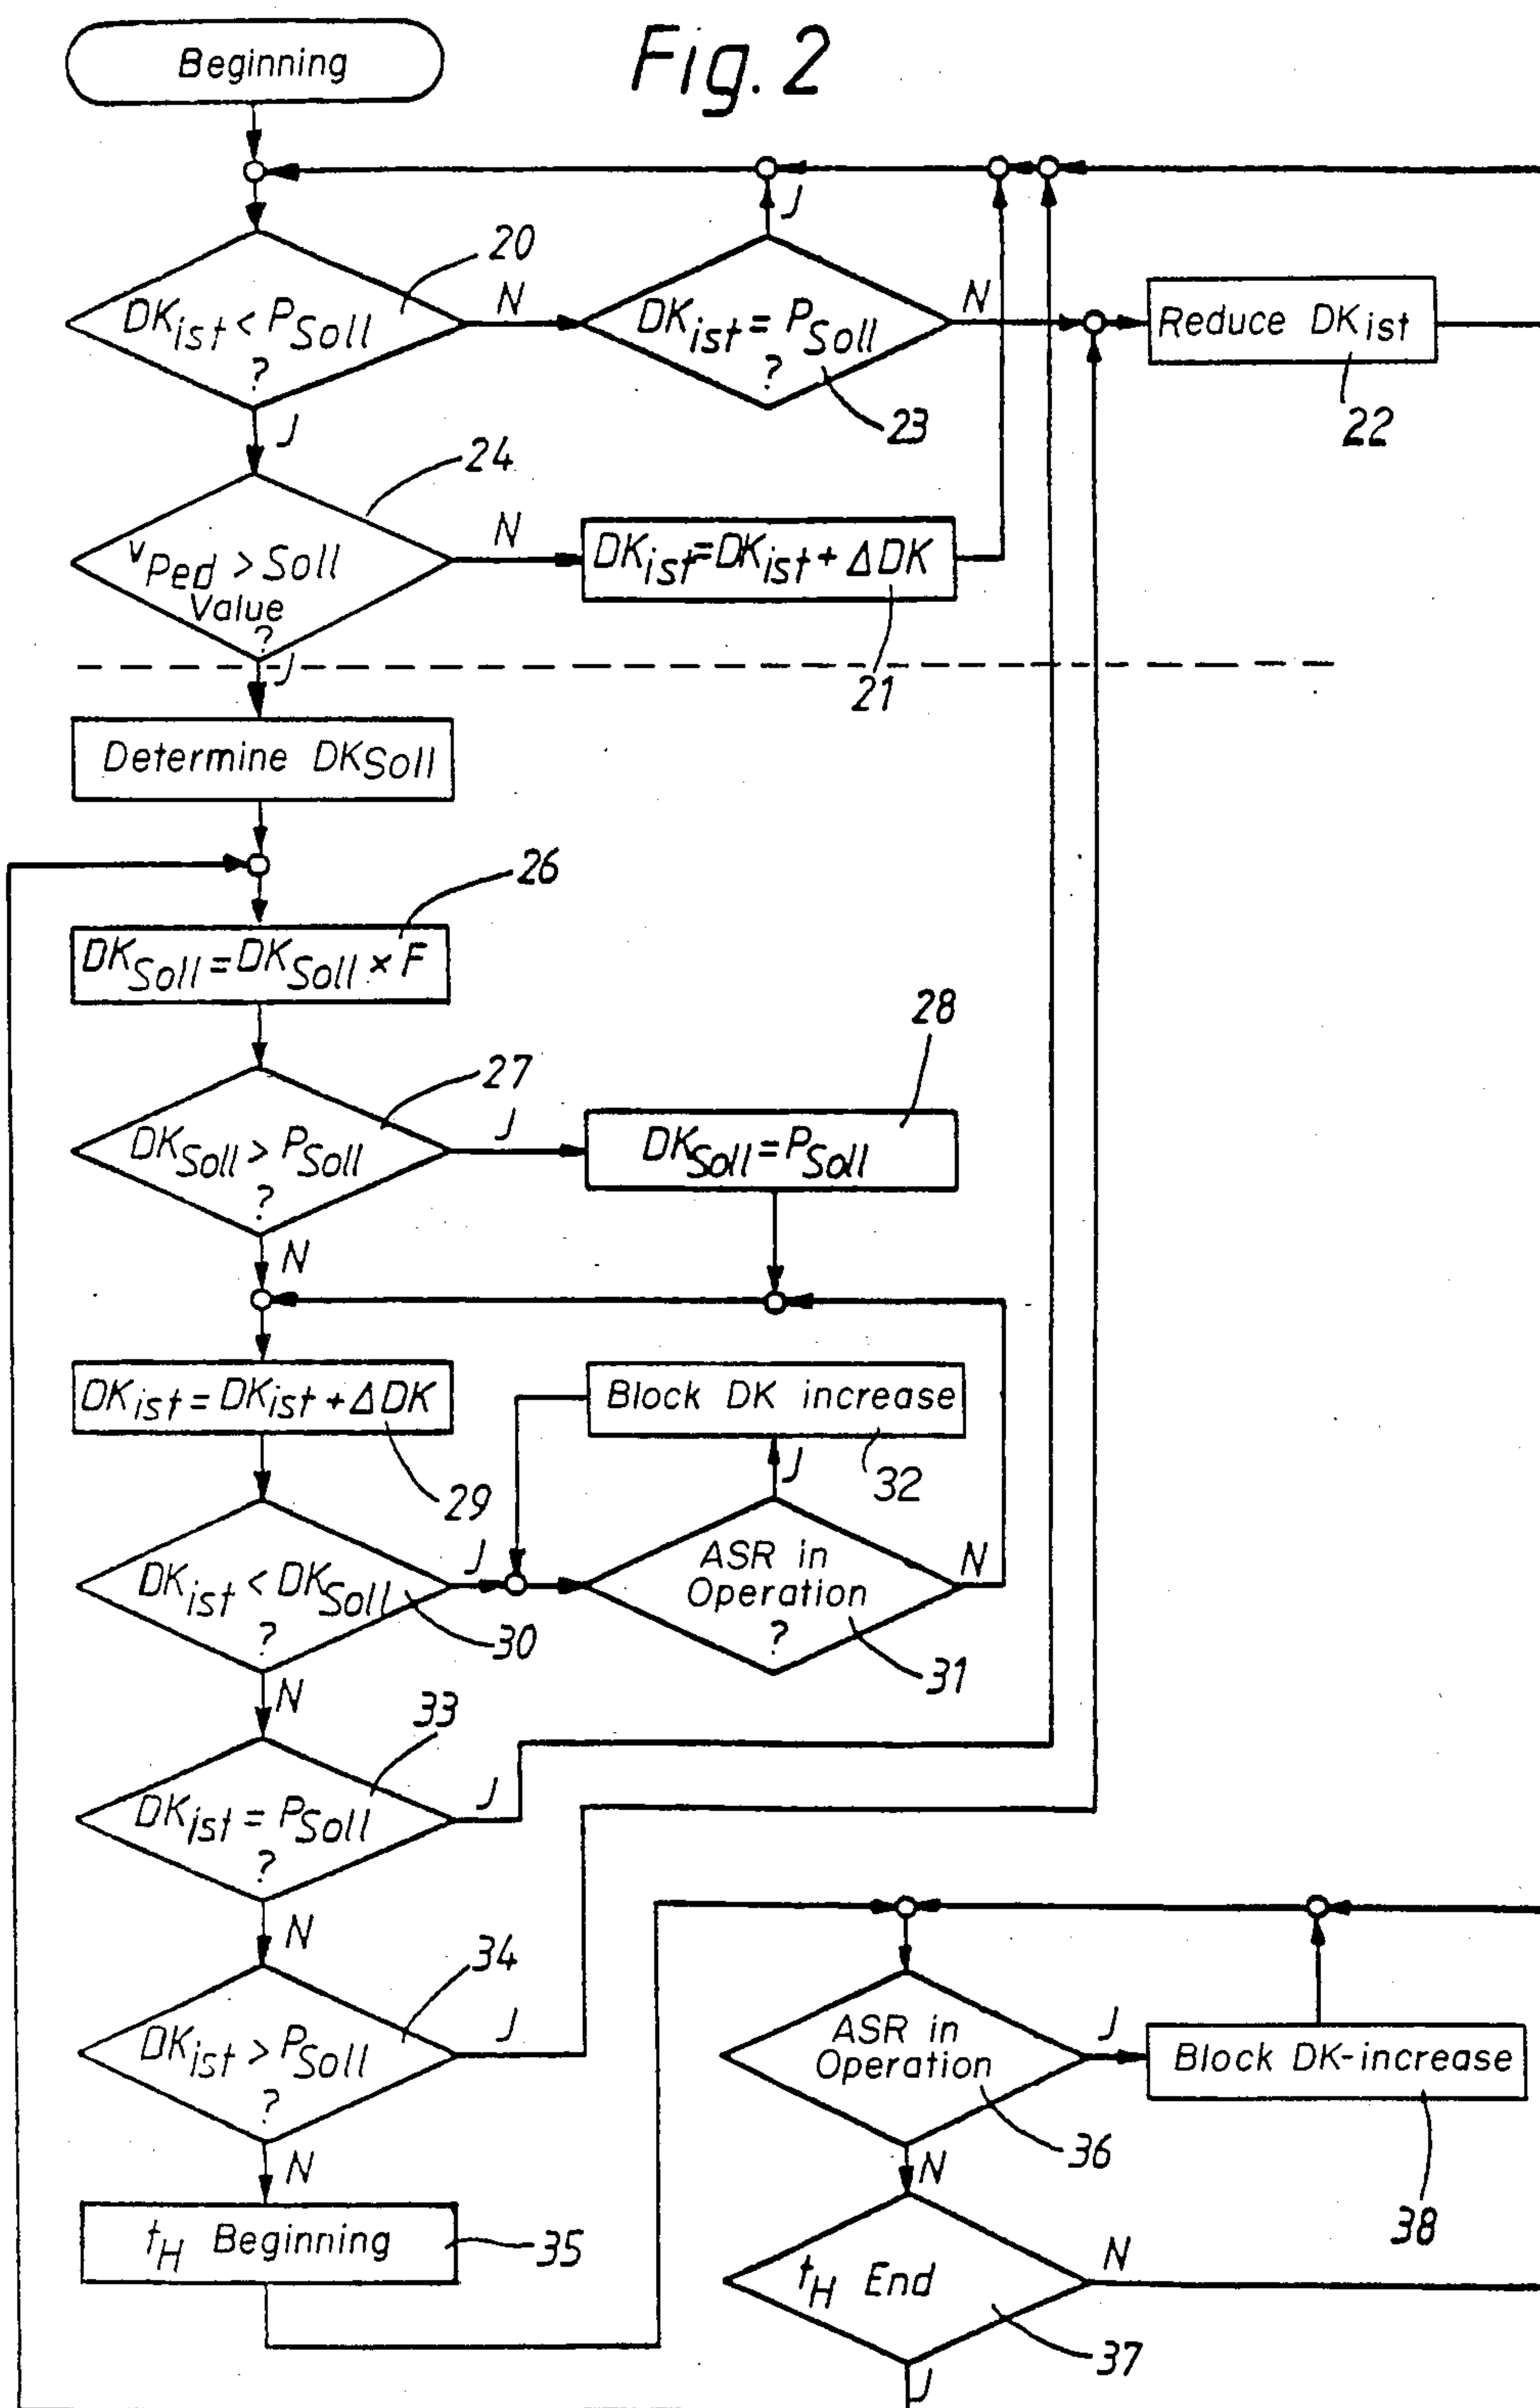 Fig. 2
Beginning
20
DKist < PSoll
?
N
J
DKist = PSoll
?
J
N
23
Reduce DKist
22
24
vPed > Soll
Value
?
N
J
DKist=DKist + ΔDK
21
Determine DKSoll
26
DKSoll = DKSoll × F
27
DKSoll > PSoll
?
J
N
28
DKSoll = PSoll
DKist = DKist + ΔDK
29
Block DK increase
32
J
DKist < DKSoll
?
J
30
N
ASR in
Operation
?
N
31
33
DKist = PSoll
?
J
N
34
DKist > PSoll
?
J
N
tH Beginning
35
ASR in
Operation
J
36
N
Block DK-increase
38
tH End
N
37
J